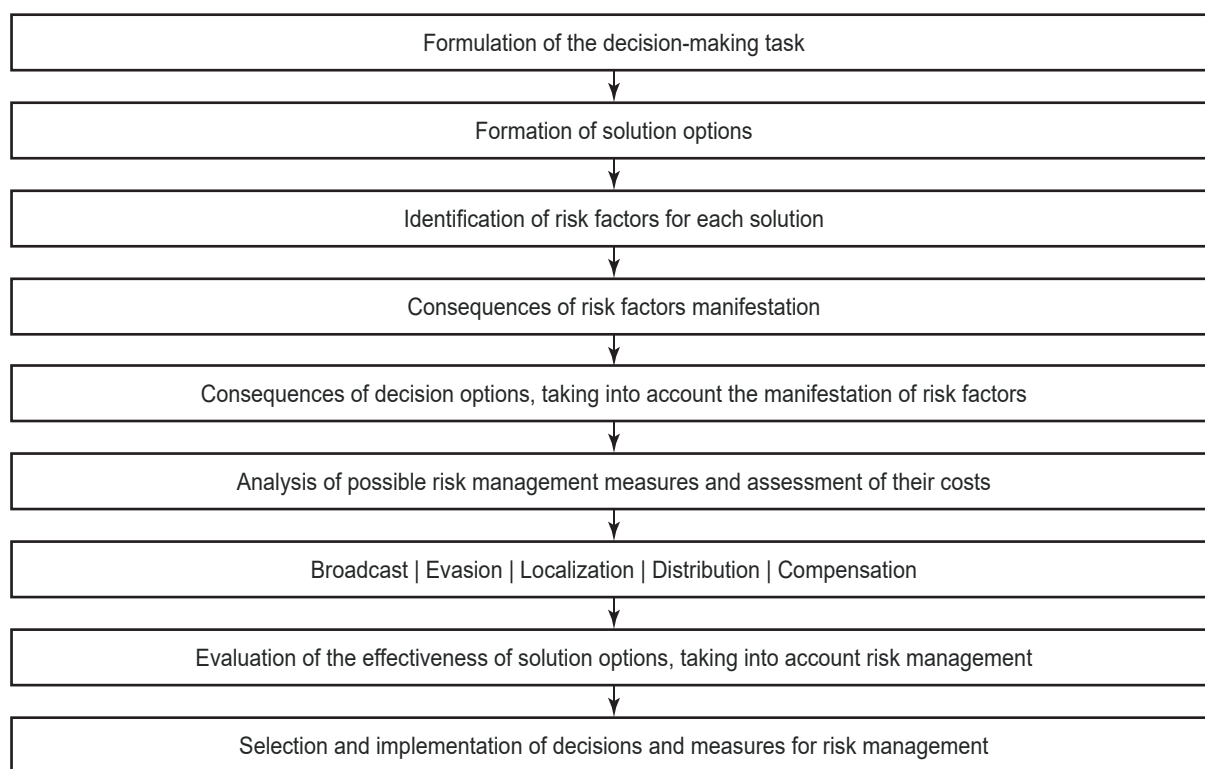 Formulation of the decision-making task
Formation of solution options
Identification of risk factors for each solution
Consequences of risk factors manifestation
Consequences of decision options, taking into account the manifestation of risk factors
Analysis of possible risk management measures and assessment of their costs
Broadcast | Evasion | Localization | Distribution | Compensation
Evaluation of the effectiveness of solution options, taking into account risk management
Selection and implementation of decisions and measures for risk management